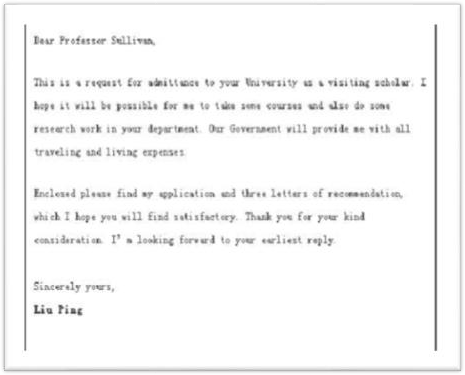 Dear Professor Sullivan,
This is a request for admittance to your University as a visiting scholar. I
hope it will be possible for me to take some courses and also do some
research work in your department. Our Government will provide me with all
traveling and living expenses.
Enclosed please find my application and three letters of recommendation,
which I hope you will find satisfactory. Thank you for your kind
consideration. I'm looking forward to your earliest reply.
Sincerely yours,
Liu Ping